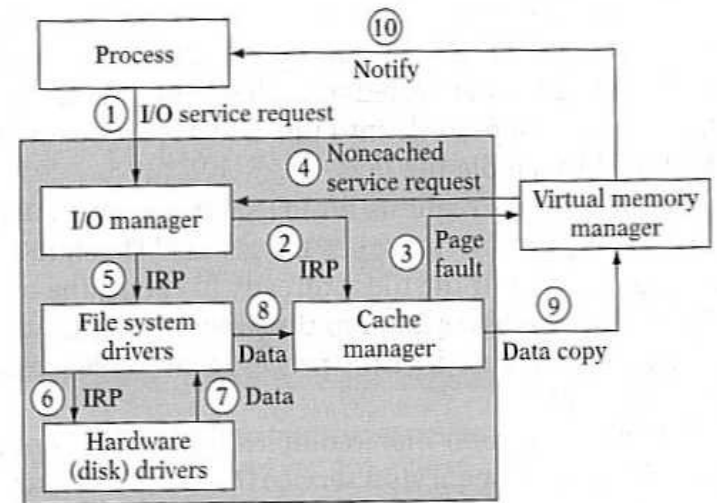 10
Process
Notify
1 I/O service request
4 Noncached
service request
I/O manager
Virtual memory
manager
2
IRP
3 Page
fault
5 IRP
File system
drivers
8
Data
Cache
manager
9
Data copy
6 IRP
7 Data
Hardware
(disk) drivers